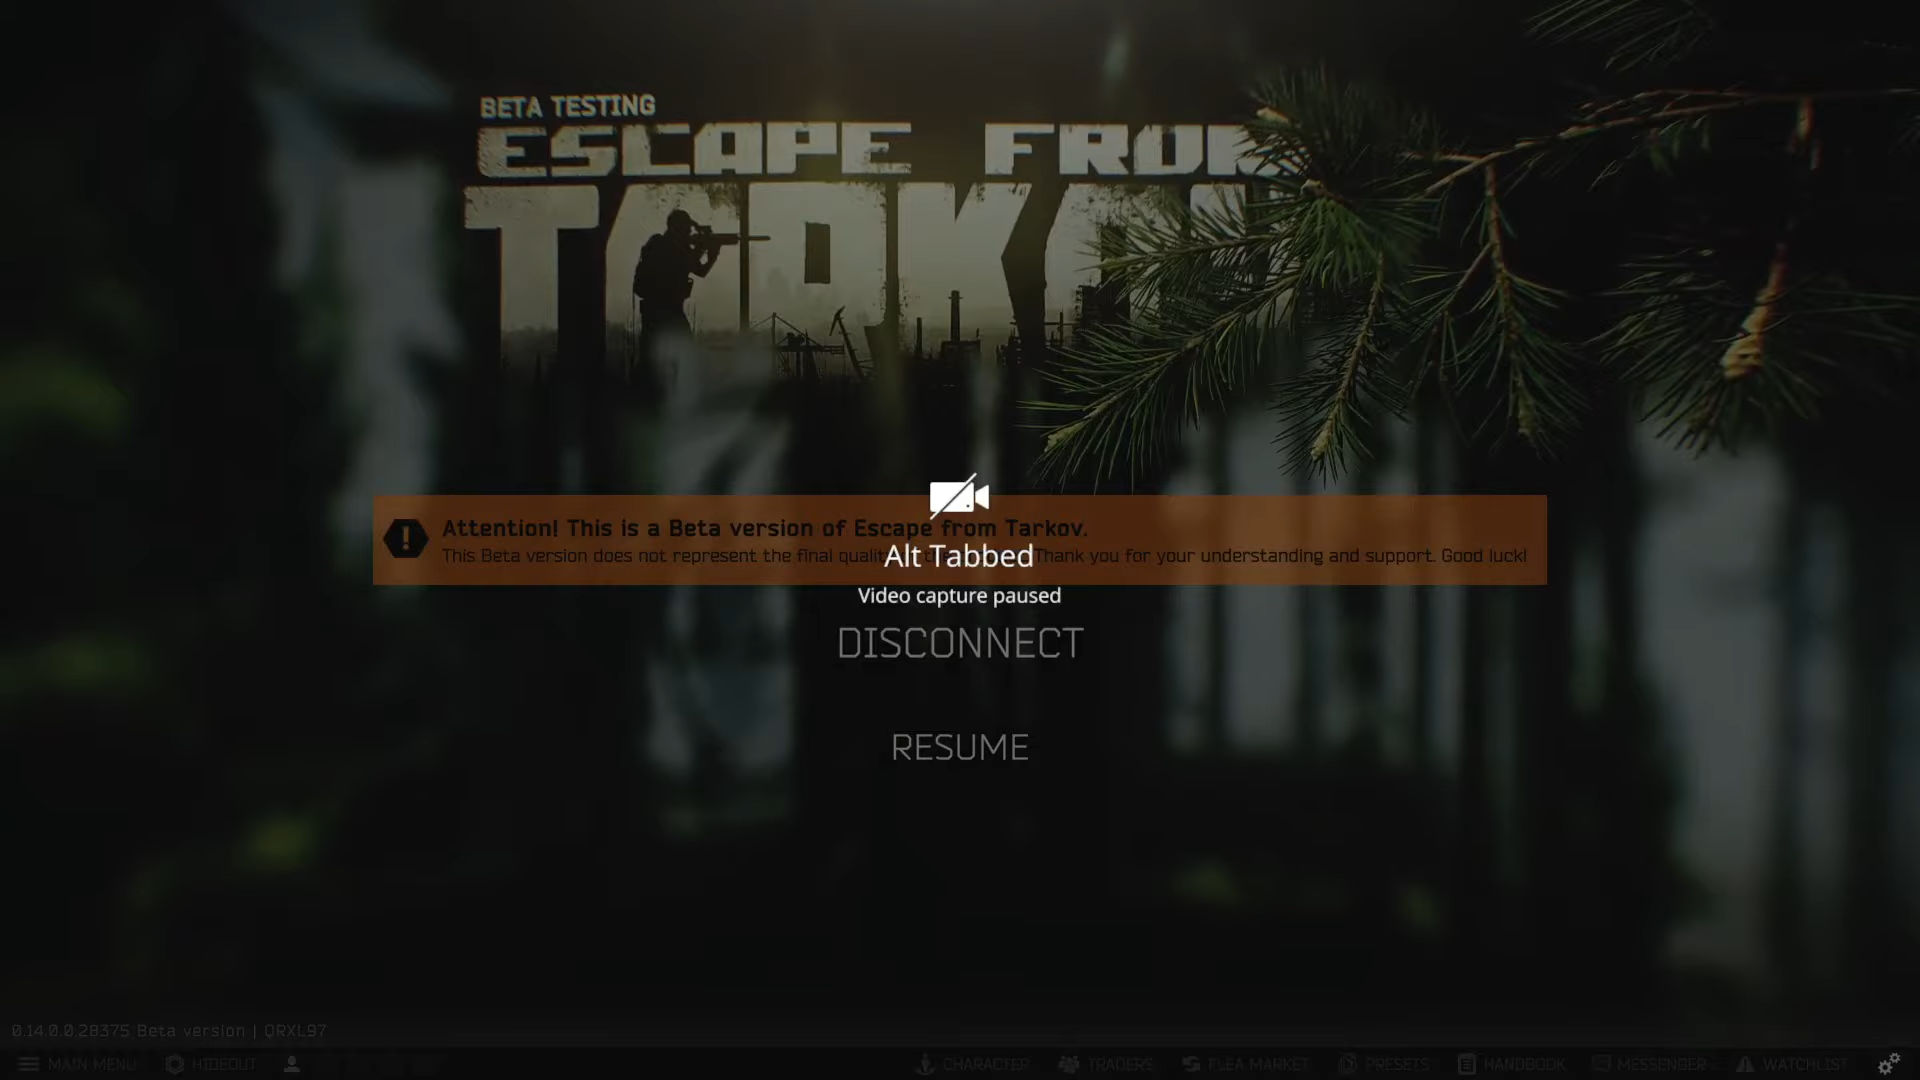 BETA TESTING
ESCAPE FROM
TARKO
Attention! This is a Beta version of Escape from Tarkov.
This Beta version does not represent the final Thank you for your understanding and support. Good luck!
Alt Tabbed
Video capture paused
DISCONNECT
RESUME
0.14.0.0.28375 Beta version | QRXL97
MAIN MENU HIDEOUT CHARACTER TRADERS FLEA MARKET PRESETS HANDBOOK MESSENGER WATCHLIST